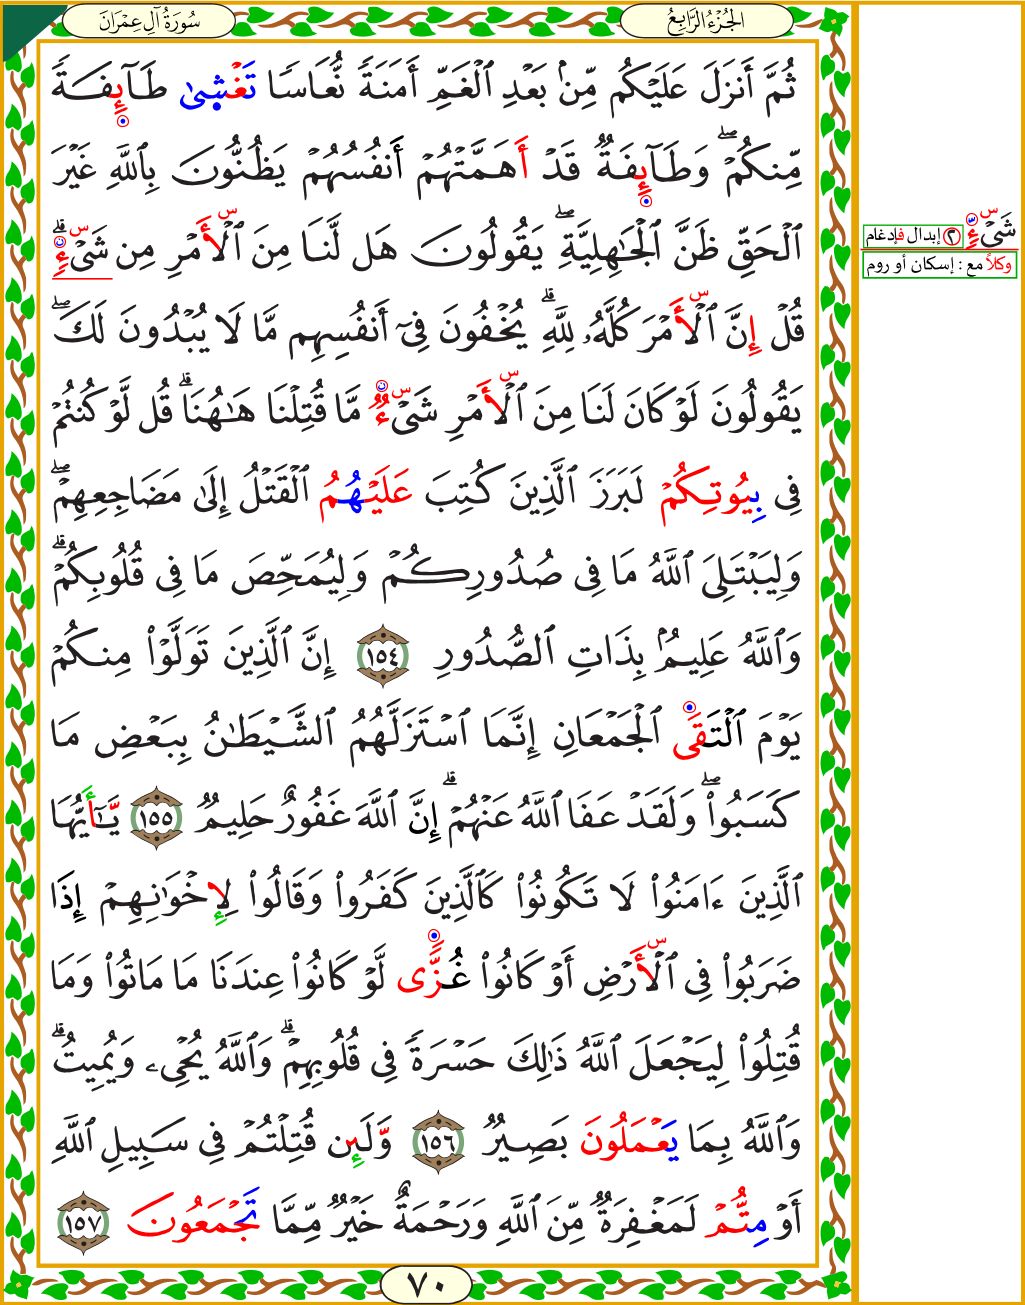 سُورَةُ آلِ عِمْرَانَ
الجُزْءُ الرَّابِعُ
ثُمَّ أَنزَلَ عَلَيْكُم مِّنۢ بَعْدِ ٱلْغَمِّ أَمَنَةً نُّعَاسًا تَغْشِىٰ طَآئِفَةً
مِّنكُمْ ۖ وَطَآئِفَةٌ قَدْ أَهَمَّتْهُمْ أَنفُسُهُمْ يَظُنُّونَ بِٱللَّهِ غَيْرَ
ٱلْحَقِّ ظَنَّ ٱلْجَٰهِلِيَّةِ ۖ يَقُولُونَ هَل لَّنَا مِنَ ٱلْأَمْرِ مِن شَىْءٍ ۗ
قُلْ إِنَّ ٱلْأَمْرَ كُلَّهُۥ لِلَّهِ ۗ يُخْفُونَ فِىٓ أَنفُسِهِم مَّا لَا يُبْدُونَ لَكَ ۖ
يَقُولُونَ لَوْ كَانَ لَنَا مِنَ ٱلْأَمْرِ شَىْءٌ مَّا قُتِلْنَا هَٰهُنَا ۗ قُل لَّوْ كُنتُمْ
فِى بِيُوتِكُمْ لَبَرَزَ ٱلَّذِينَ كُتِبَ عَلَيْهُمُ ٱلْقَتْلُ إِلَىٰ مَضَاجِعِهِمْ ۖ
وَلِيَبْتَلِىَ ٱللَّهُ مَا فِى صُدُورِكُمْ وَلِيُمَحِّصَ مَا فِى قُلُوبِكُمْ ۗ
وَٱللَّهُ عَلِيمٌۢ بِذَاتِ ٱلصُّدُورِ ١٥٤ إِنَّ ٱلَّذِينَ تَوَلَّوْا۟ مِنكُمْ
يَوْمَ ٱلْتَقَى ٱلْجَمْعَانِ إِنَّمَا ٱسْتَزَلَّهُمُ ٱلشَّيْطَٰنُ بِبَعْضِ مَا
كَسَبُوا۟ ۖ وَلَقَدْ عَفَا ٱللَّهُ عَنْهُمْ ۗ إِنَّ ٱللَّهَ غَفُورٌ حَلِيمٌ ١٥٥ يَٰٓأَيُّهَا
ٱلَّذِينَ ءَامَنُوا۟ لَا تَكُونُوا۟ كَٱلَّذِينَ كَفَرُوا۟ وَقَالُوا۟ لِإِخْوَٰنِهِمْ إِذَا
ضَرَبُوا۟ فِى ٱلْأَرْضِ أَوْ كَانُوا۟ غُزًّى لَّوْ كَانُوا۟ عِندَنَا مَا مَاتُوا۟ وَمَا
قُتِلُوا۟ لِيَجْعَلَ ٱللَّهُ ذَٰلِكَ حَسْرَةً فِى قُلُوبِهِمْ ۗ وَٱللَّهُ يُحْىِۦ وَيُمِيتُ ۗ
وَٱللَّهُ بِمَا يَعْمَلُونَ بَصِيرٌ ١٥٦ وَلَئِن قُتِلْتُمْ فِى سَبِيلِ ٱللَّهِ
أَوْ مِتُّمْ لَمَغْفِرَةٌ مِّنَ ٱللَّهِ وَرَحْمَةٌ خَيْرٌ مِّمَّا تَجْمَعُونَ ١٥٧
٧٠
شَىْءٍ ٢ إبدال فإدغام
وكلاً مع : إسكان أو روم